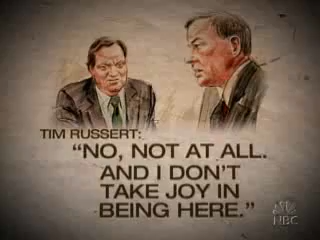 TIM RUSSERT:
"NO, NOT AT ALL.
AND I DON'T
TAKE JOY IN
BEING HERE."
NBC